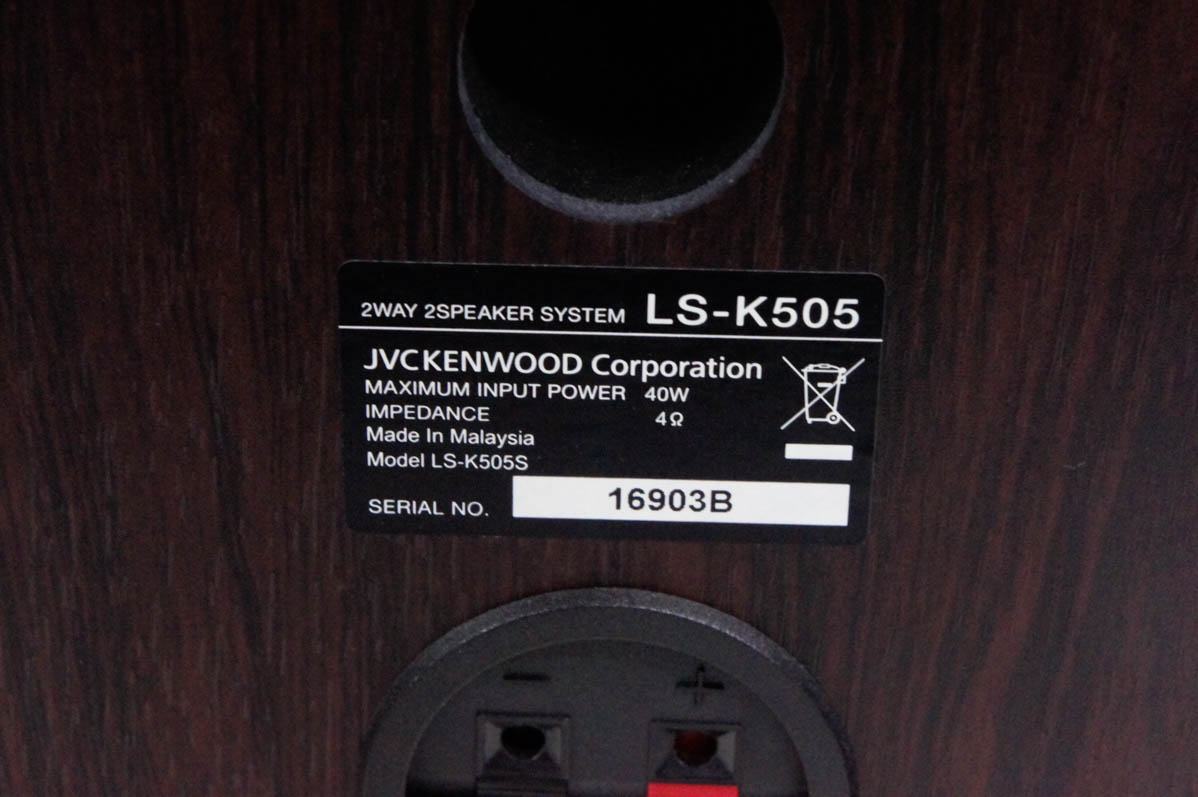 2WAY 2SPEAKER SYSTEM LS-K505
JVCKENWOOD Corporation
MAXIMUM INPUT POWER 40W
IMPEDANCE 4Ω
Made In Malaysia
Model LS-K505S
SERIAL NO. 16903B
− +